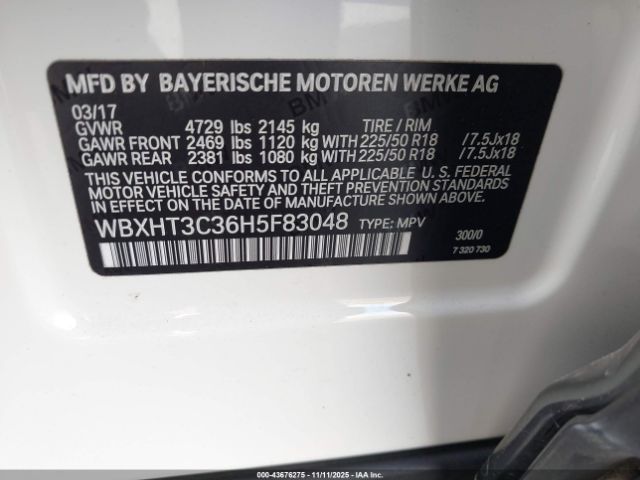 MFD BY BAYERISCHE MOTOREN WERKE AG
03/17
GVWR 4729 lbs 2145 kg TIRE / RIM
GAWR FRONT 2469 lbs 1120 kg WITH 225/50 R18 /7.5Jx18
GAWR REAR 2381 lbs 1080 kg WITH 225/50 R18 /7.5Jx18
THIS VEHICLE CONFORMS TO ALL APPLICABLE U.S. FEDERAL
MOTOR VEHICLE SAFETY AND THEFT PREVENTION STANDARDS
IN EFFECT ON THE DATE OF MANUFACTURE SHOWN ABOVE.
WBXHT3C36H5F83048 TYPE: MPV 300/0
7 320 730
000 - 43676275 - 11/11/2025 - IAA Inc.